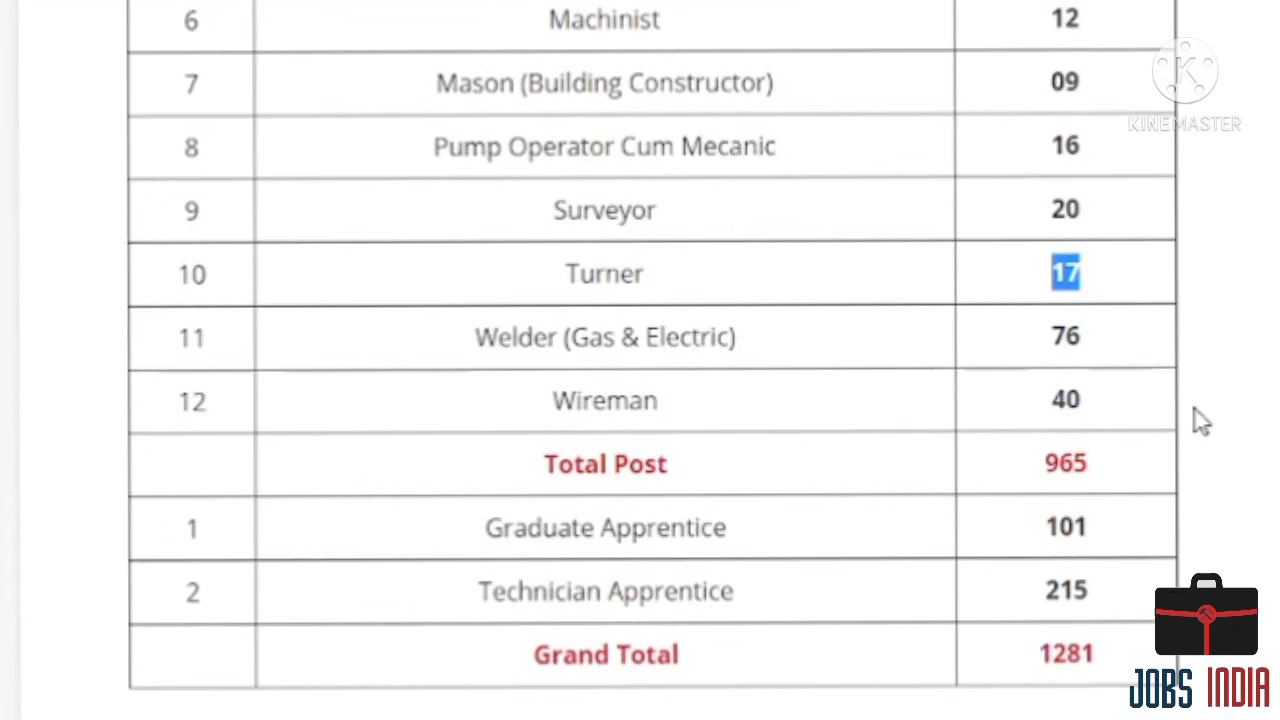 6 Machinist 12
7 Mason (Building Constructor) 09
8 Pump Operator Cum Mecanic 16
9 Surveyor 20
10 Turner 17
11 Welder (Gas & Electric) 76
12 Wireman 40
Total Post 965
1 Graduate Apprentice 101
2 Technician Apprentice 215
Grand Total 1281
K
KINEMASTER
JOBS INDIA